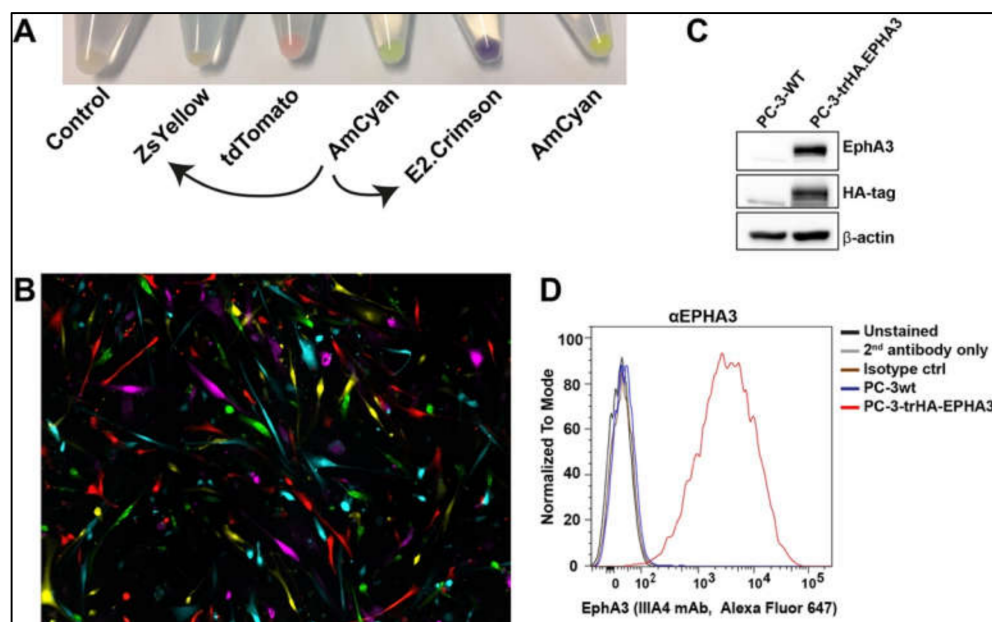 A
Control
ZsYellow
tdTomato
AmCyan
E2.Crimson
AmCyan
B
C
PC-3-WT
PC-3-trHA.EPHA3
EphA3
HA-tag
β-actin
D
αEPHA3
100
80
60
40
20
0
Normalized To Mode
0 10² 10³ 10⁴ 10⁵
EphA3 (IIIA4 mAb, Alexa Fluor 647)
Unstained
2nd antibody only
Isotype ctrl
PC-3wt
PC-3-trHA-EPHA3